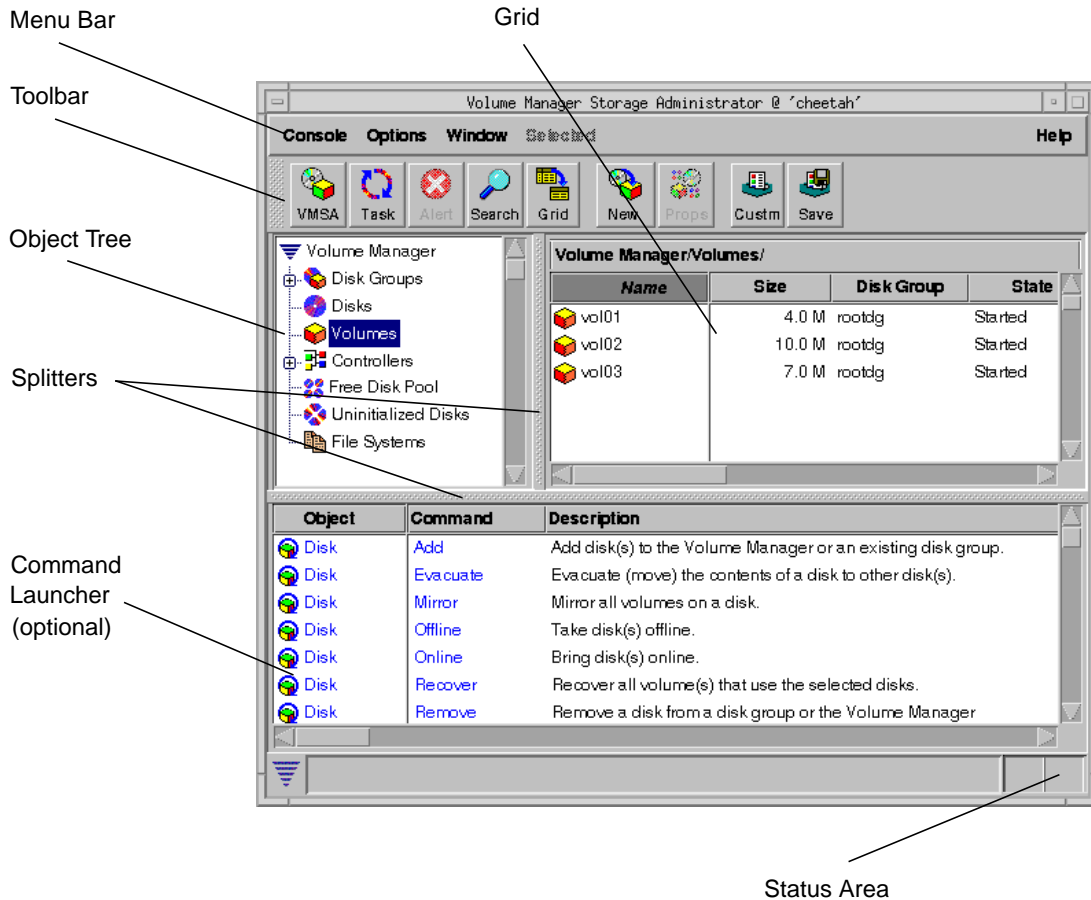 Menu Bar
Grid
Toolbar
Volume Manager Storage Administrator @ ´cheetah´
Console Options Window Selected Help
VMSA Task Alert Search Grid New Props Custm Save
Object Tree
Volume Manager
Disk Groups
Disks
Volumes
Controllers
Free Disk Pool
Uninitialized Disks
File Systems
Volume Manager/Volumes/
Name Size Disk Group State
vol01 4.0 M rootdg Started
vol02 10.0 M rootdg Started
vol03 7.0 M rootdg Started
Splitters
Object Command Description
Disk Add Add disk(s) to the Volume Manager or an existing disk group.
Disk Evacuate Evacuate (move) the contents of a disk to other disk(s).
Disk Mirror Mirror all volumes on a disk.
Disk Offline Take disk(s) offline.
Disk Online Bring disk(s) online.
Disk Recover Recover all volume(s) that use the selected disks.
Disk Remove Remove a disk from a disk group or the Volume Manager
Command
Launcher
(optional)
Status Area